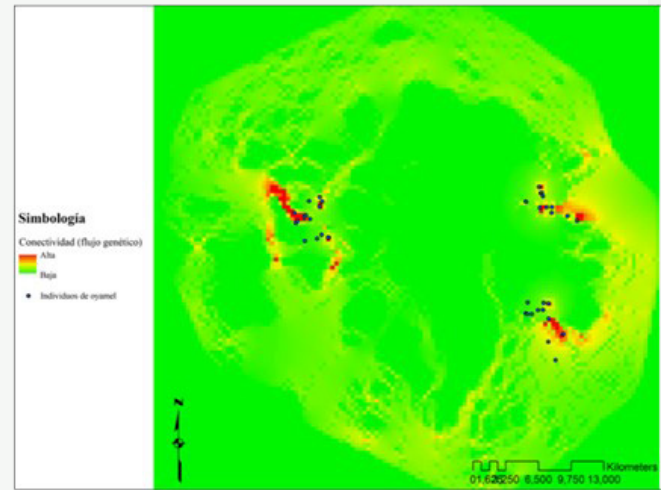 Simbología
Conectividad (flujo genético)
Alta
Baja
Individuos de oyamel
N
Kilometers
6,500 9,750 13,000